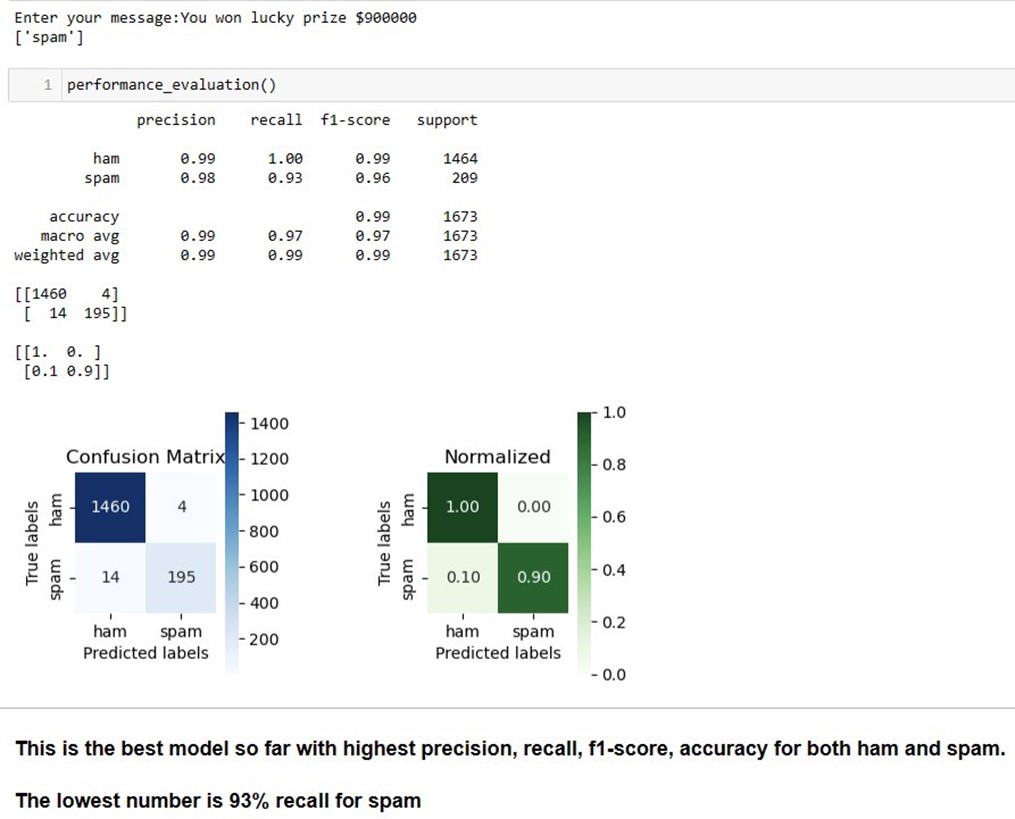 Enter your message:You won lucky prize $900000
['spam']
1 performance_evaluation()
precision recall f1-score support
ham 0.99 1.00 0.99 1464
spam 0.98 0.93 0.96 209
accuracy 0.99 1673
macro avg 0.99 0.97 0.97 1673
weighted avg 0.99 0.99 0.99 1673
[[1460 4]
[ 14 195]]
[[1. 0. ]
[0.1 0.9]]
Confusion Matrix
True labels
ham
spam
1460 4
14 195
ham spam
Predicted labels
1400
1200
1000
800
600
400
200
Normalized
True labels
ham
spam
1.00 0.00
0.10 0.90
ham spam
Predicted labels
1.0
0.8
0.6
0.4
0.2
0.0
This is the best model so far with highest precision, recall, f1-score, accuracy for both ham and spam.
The lowest number is 93% recall for spam